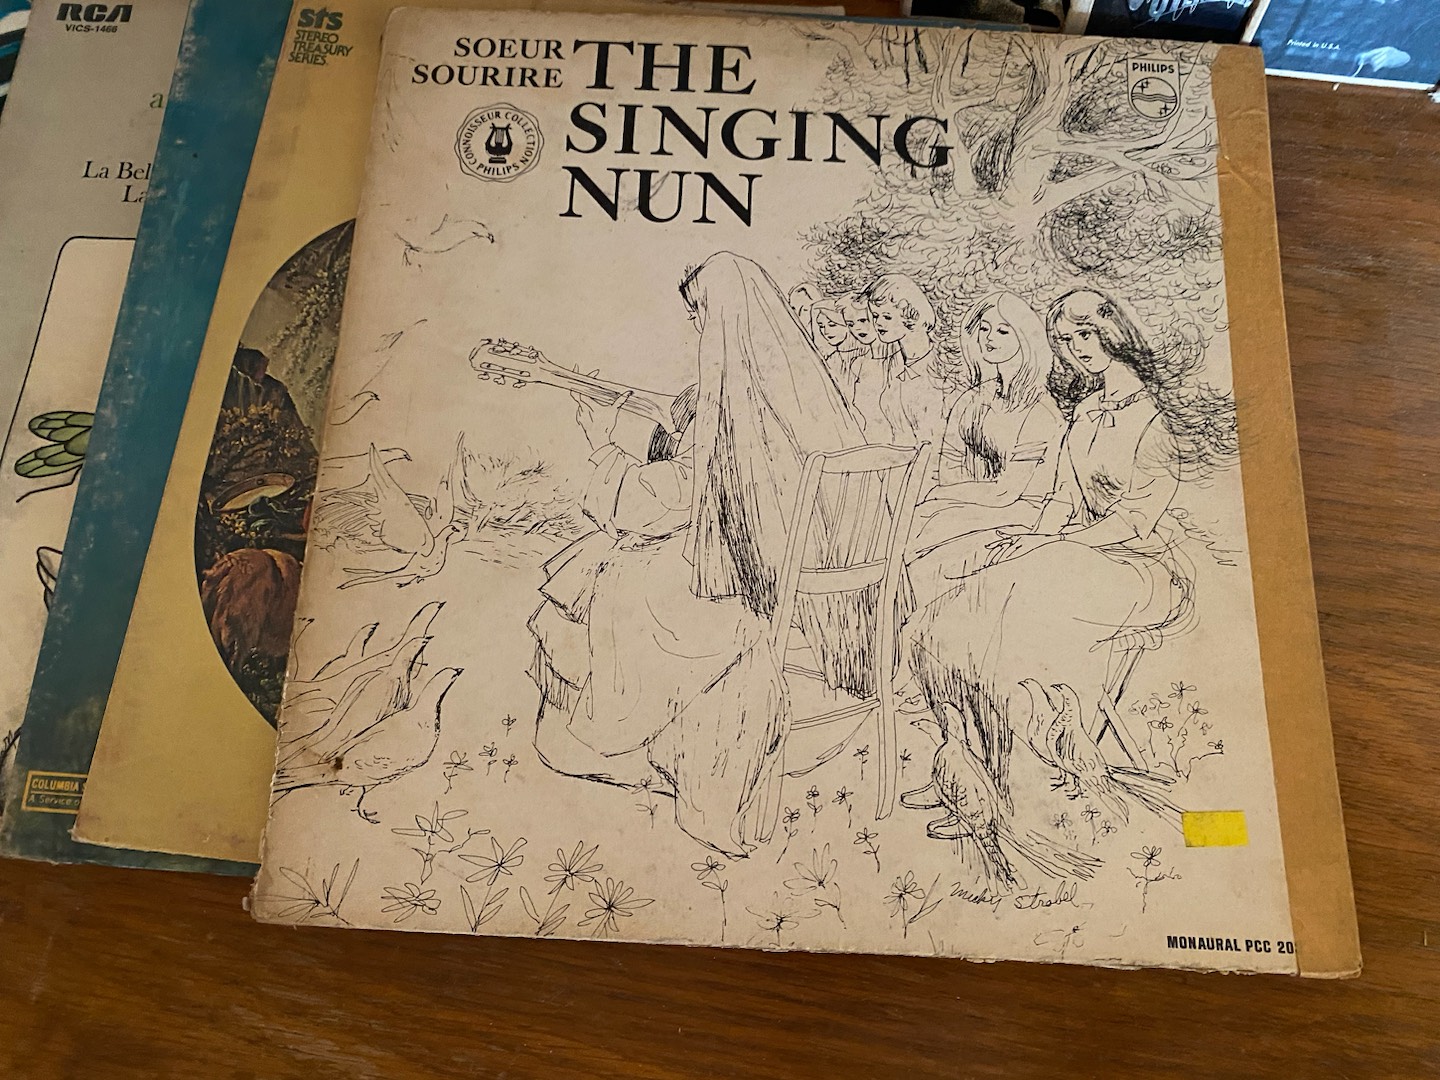 RCA
VICS-1466
a
La Bel
La
COLUMBIA
A Service o
STS
STEREO
TREASURY
SERIES
SOEUR
SOURIRE
THE
SINGING
NUN
CONNOISSEUR COLLECTION
PHILIPS
PHILIPS
Strobel
MONAURAL PCC 20
Printed in U.S.A.